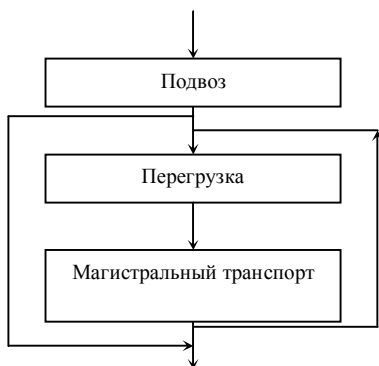 Подвоз
Перегрузка
Магистральный транспорт